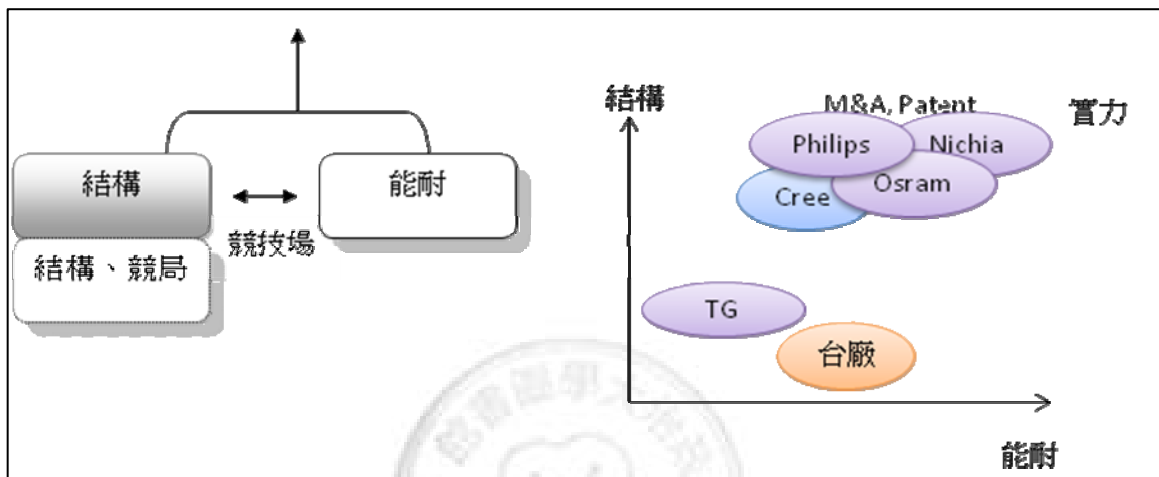 結構
能耐
競技場
結構、競局
結構
M&A, Patent
實力
Philips
Nichia
Cree
Osram
TG
台廠
能耐